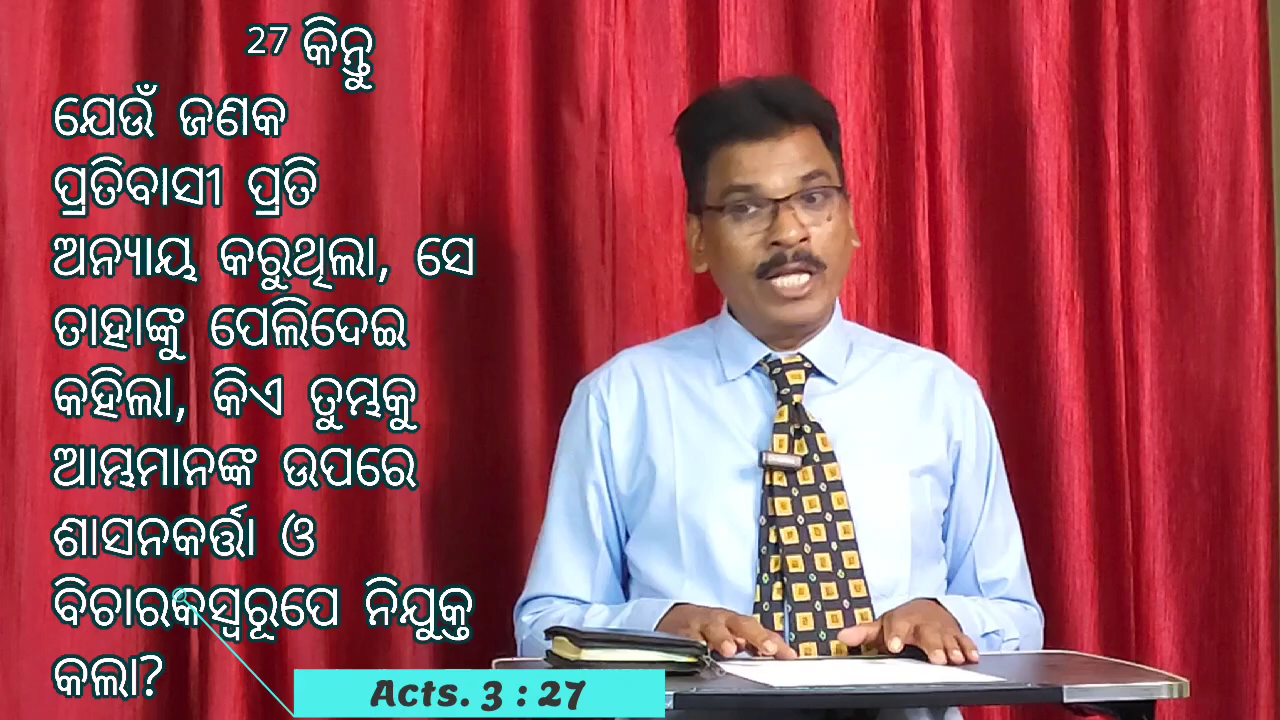 27 କିନ୍ତୁ
ଯେଉଁ ଜଣକ
ପ୍ରତିବାସୀ ପ୍ରତି
ଅନ୍ୟାୟ କରୁଥିଲା, ସେ
ତାହାଙ୍କୁ ପେଲିଦେଇ
କହିଲା, କିଏ ତୁମ୍ଭକୁ
ଆମ୍ଭମାନଙ୍କ ଉପରେ
ଶାସନକର୍ତ୍ତା ଓ
ବିଚାରକସ୍ୱରୂପେ ନିଯୁକ୍ତ
କଲା?
Acts. 3 : 27